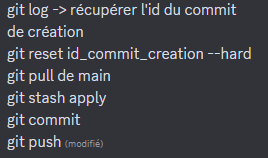 git log -> récupérer l'id du commit
de création
git reset id_commit_creation --hard
git pull de main
git stash apply
git commit
git push (modifié)